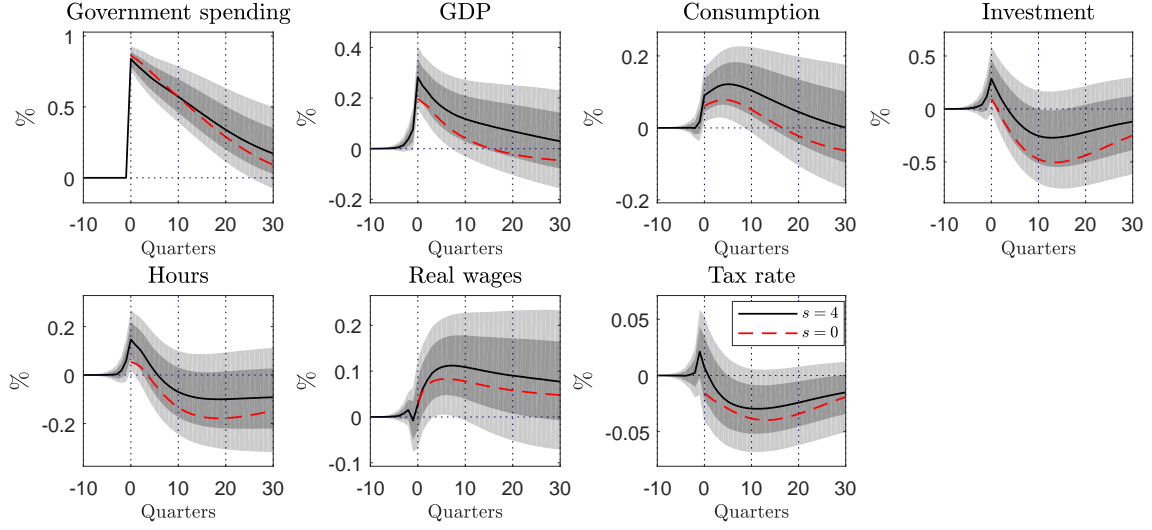 Government spending
GDP
Consumption
Investment
%
1
0.5
0
-10 0 10 20 30
Quarters
%
0.4
0.2
0
-0.2
-10 0 10 20 30
Quarters
%
0.2
0
-0.2
-10 0 10 20 30
Quarters
%
0.5
0
-0.5
-10 0 10 20 30
Quarters
Hours
Real wages
Tax rate
%
0.2
0
-0.2
-10 0 10 20 30
Quarters
%
0.2
0.1
0
-0.1
-10 0 10 20 30
Quarters
%
0.05
0
-0.05
s = 4
s = 0
-10 0 10 20 30
Quarters